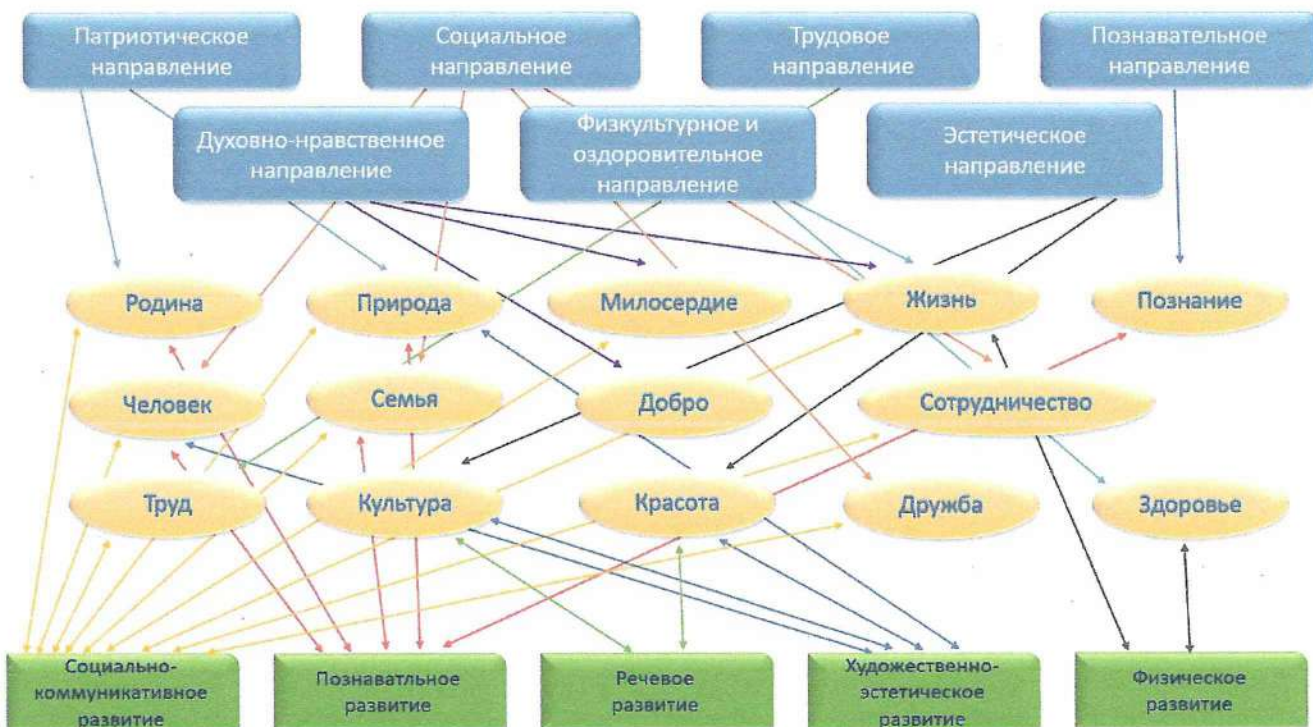 Патриотическое
направление
Социальное
направление
Трудовое
направление
Познавательное
направление
Духовно-нравственное
направление
Физкультурное и
оздоровительное
направление
Эстетическое
направление
Родина
Природа
Милосердие
Жизнь
Познание
Человек
Семья
Добро
Сотрудничество
Труд
Культура
Красота
Дружба
Здоровье
Социально-
коммуникативное
развитие
Познаватльное
развитие
Речевое
развитие
Художественно-
эстетическое
развитие
Физическое
развитие